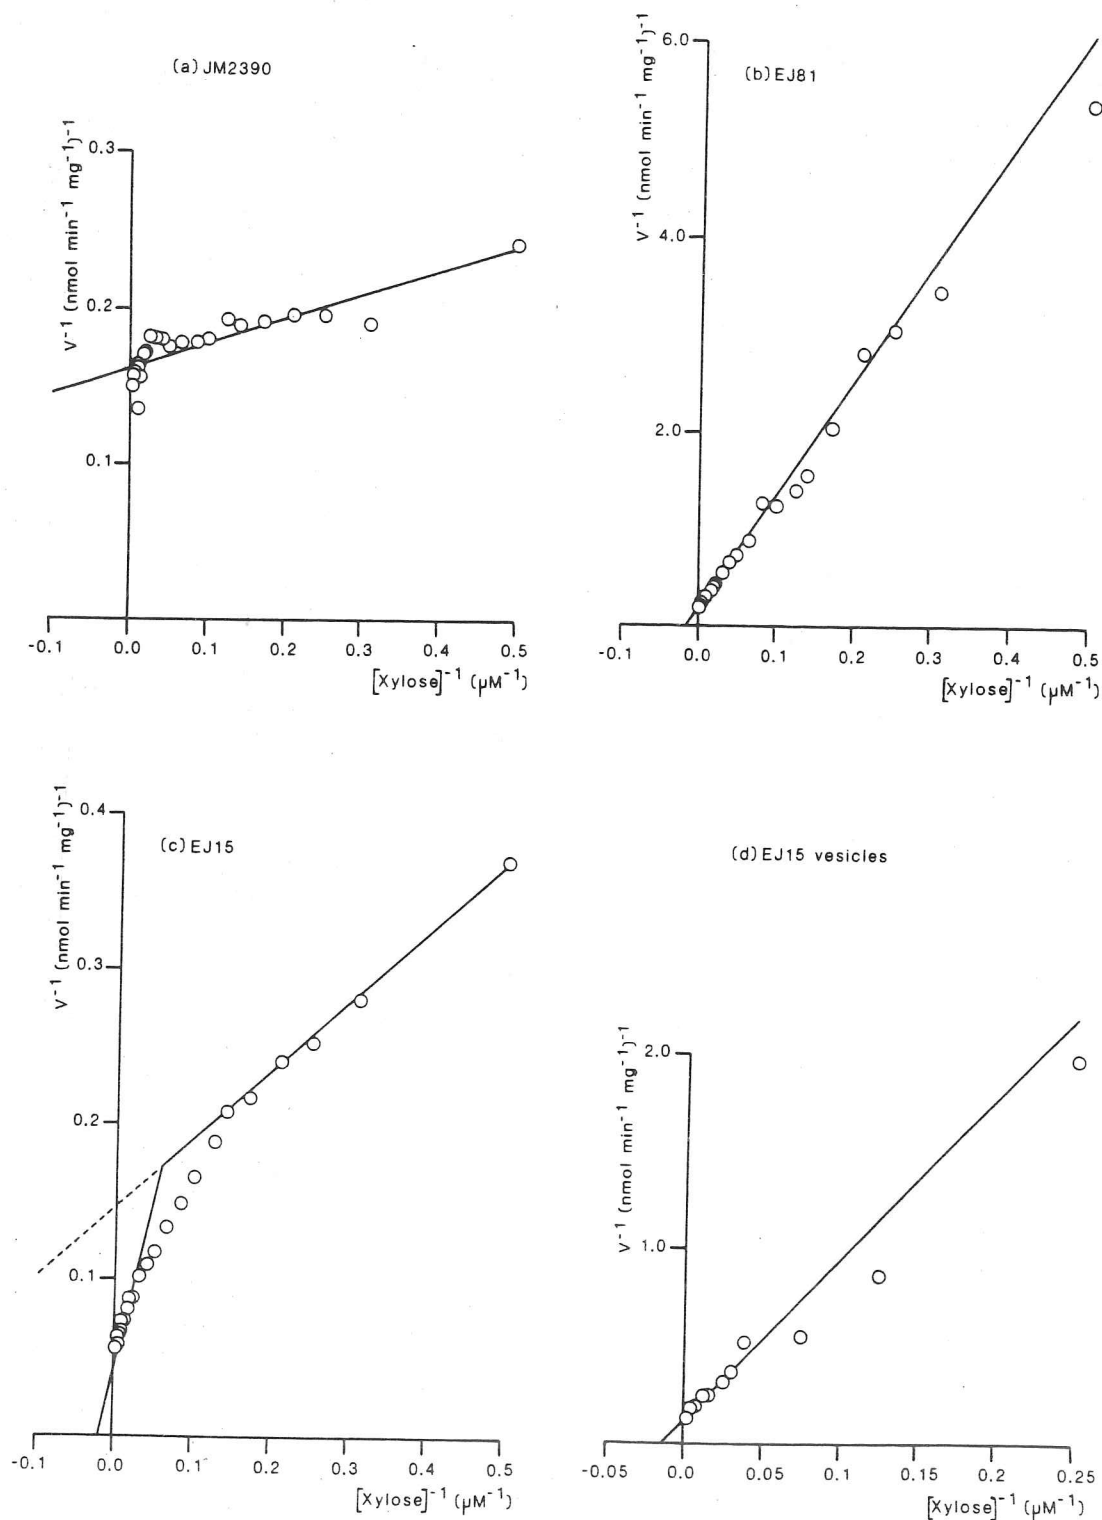 (a) JM2390
V⁻¹ (nmol min⁻¹ mg⁻¹)⁻¹
0.3
0.2
0.1
-0.1 0.0 0.1 0.2 0.3 0.4 0.5
[Xylose]⁻¹ (µM⁻¹)
(b) EJ81
V⁻¹ (nmol min⁻¹ mg⁻¹)⁻¹
6.0
4.0
2.0
-0.1 0.0 0.1 0.2 0.3 0.4 0.5
[Xylose]⁻¹ (µM⁻¹)
(c) EJ15
V⁻¹ (nmol min⁻¹ mg⁻¹)⁻¹
0.4
0.3
0.2
0.1
-0.1 0.0 0.1 0.2 0.3 0.4 0.5
[Xylose]⁻¹ (µM⁻¹)
(d) EJ15 vesicles
V⁻¹ (nmol min⁻¹ mg⁻¹)⁻¹
2.0
1.0
-0.05 0.0 0.05 0.1 0.15 0.2 0.25
[Xylose]⁻¹ (µM⁻¹)